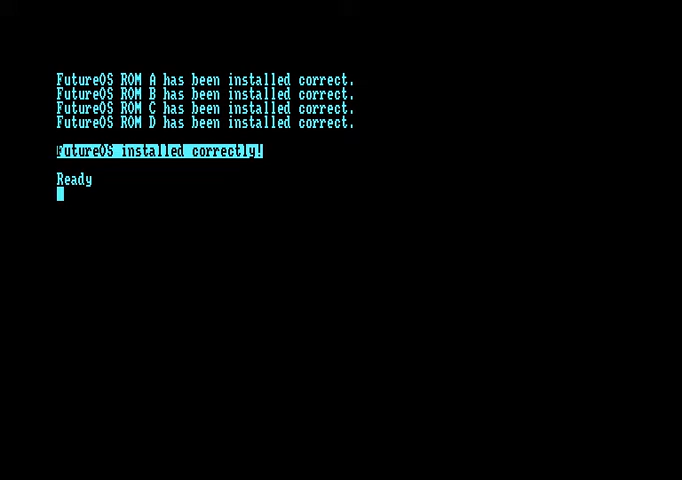 FutureOS ROM A has been installed correct.
FutureOS ROM B has been installed correct.
FutureOS ROM C has been installed correct.
FutureOS ROM D has been installed correct.
FutureOS installed correctly!
Ready